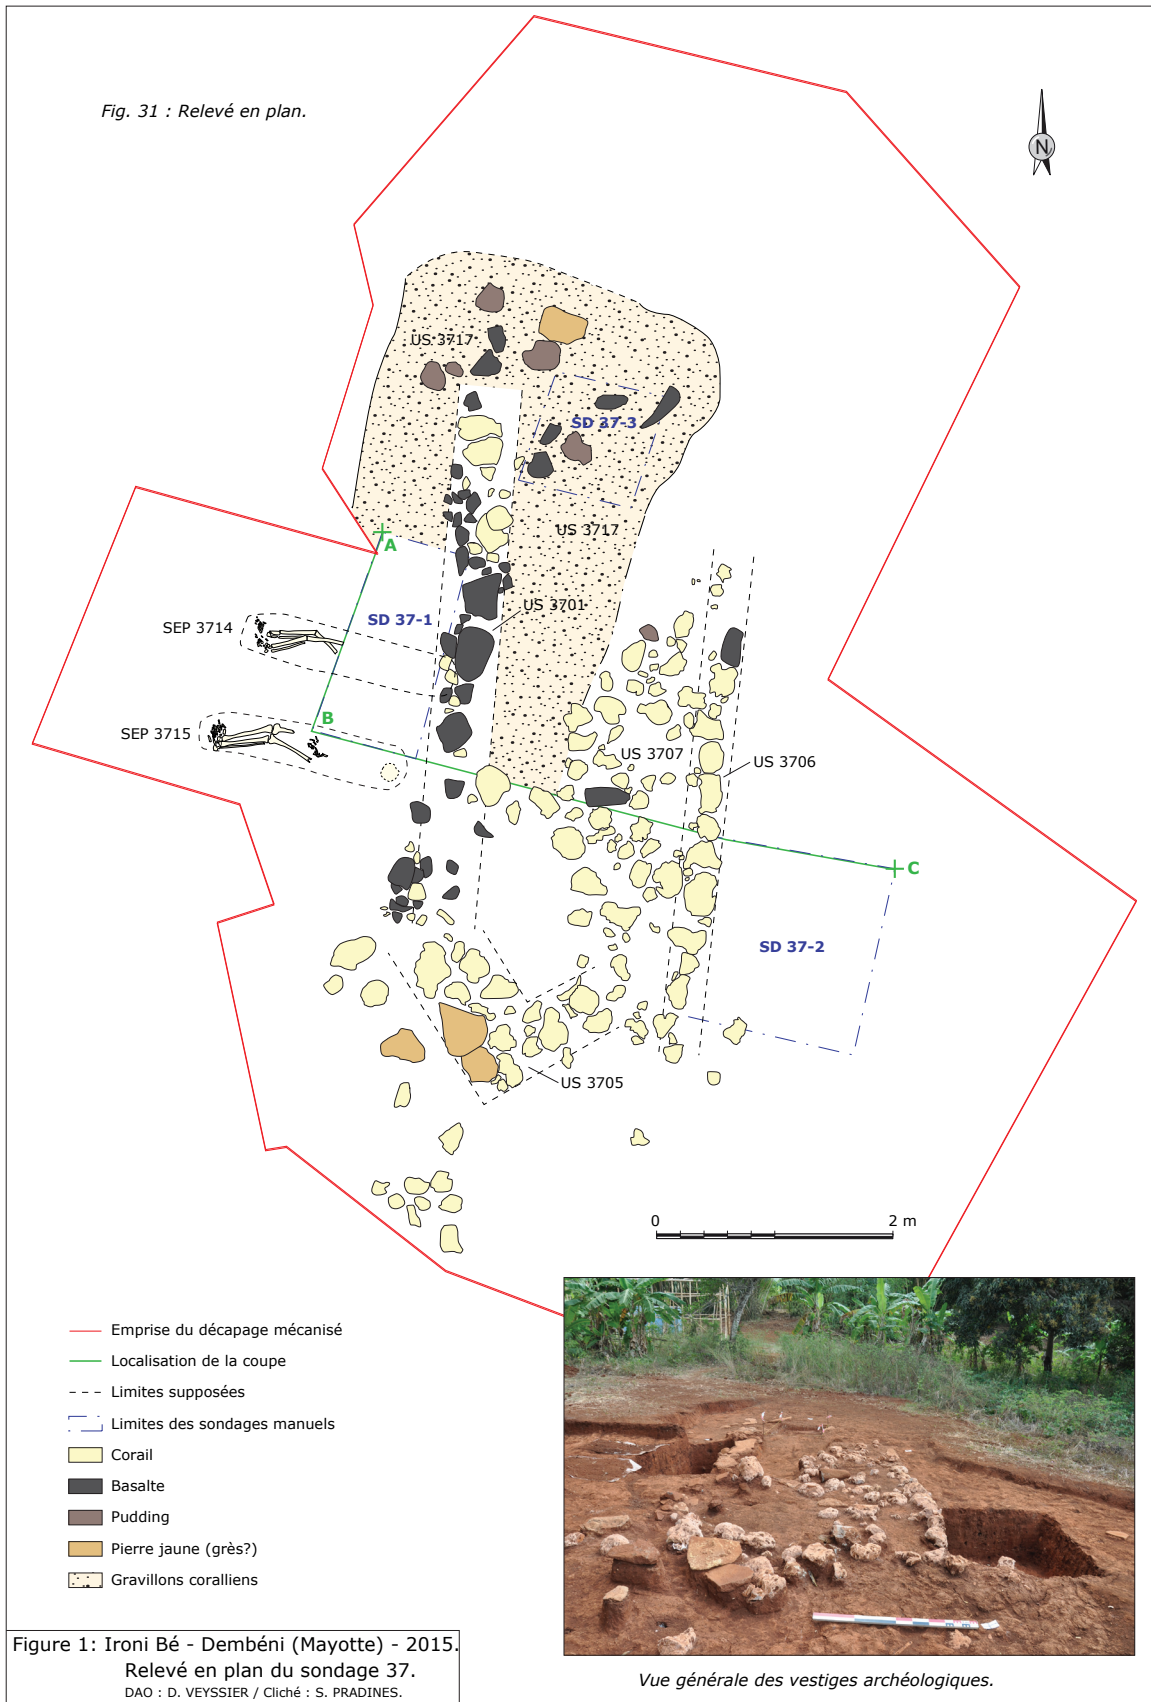 Fig. 31 : Relevé en plan.
N
US 3717
SD 37-3
US 3717
A
SD 37-1
US 3701
SEP 3714
B
SEP 3715
US 3707
US 3706
C
SD 37-2
US 3705
0 2 m
Emprise du décapage mécanisé
Localisation de la coupe
Limites supposées
Limites des sondages manuels
Corail
Basalte
Pudding
Pierre jaune (grès?)
Gravillons coralliens
Figure 1: Ironi Bé - Dembéni (Mayotte) - 2015.
Relevé en plan du sondage 37.
DAO : D. VEYSSIER / Cliché : S. PRADINES.
Vue générale des vestiges archéologiques.